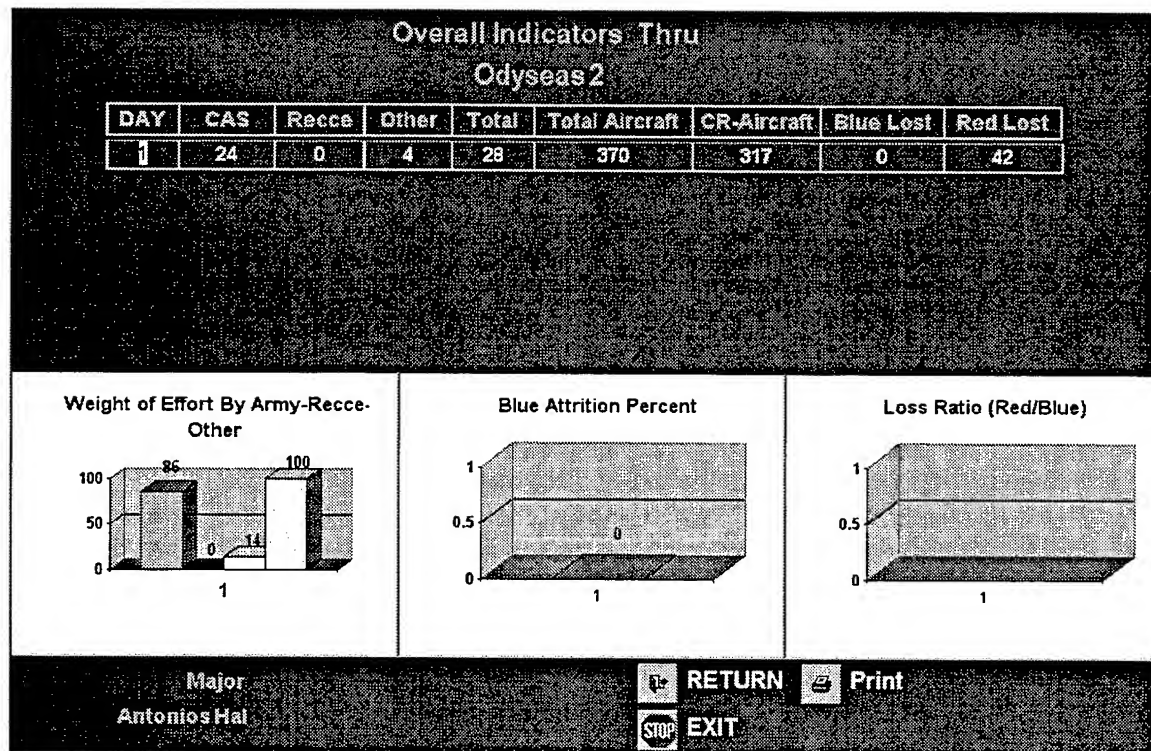 Overall Indicators Thru
Odyseas 2
DAY CAS Recce Other Total Total Aircraft CR-Aircraft Blue Lost Red Lost
1 24 0 4 28 370 317 0 42
Weight of Effort By Army-Recce-
Other
100
50
0
86
0
14
100
1
Blue Attrition Percent
1
0.5
0
0
1
Loss Ratio (Red/Blue)
1
0.5
0
1
Major
Antonios Hal
RETURN
Print
STOP
EXIT